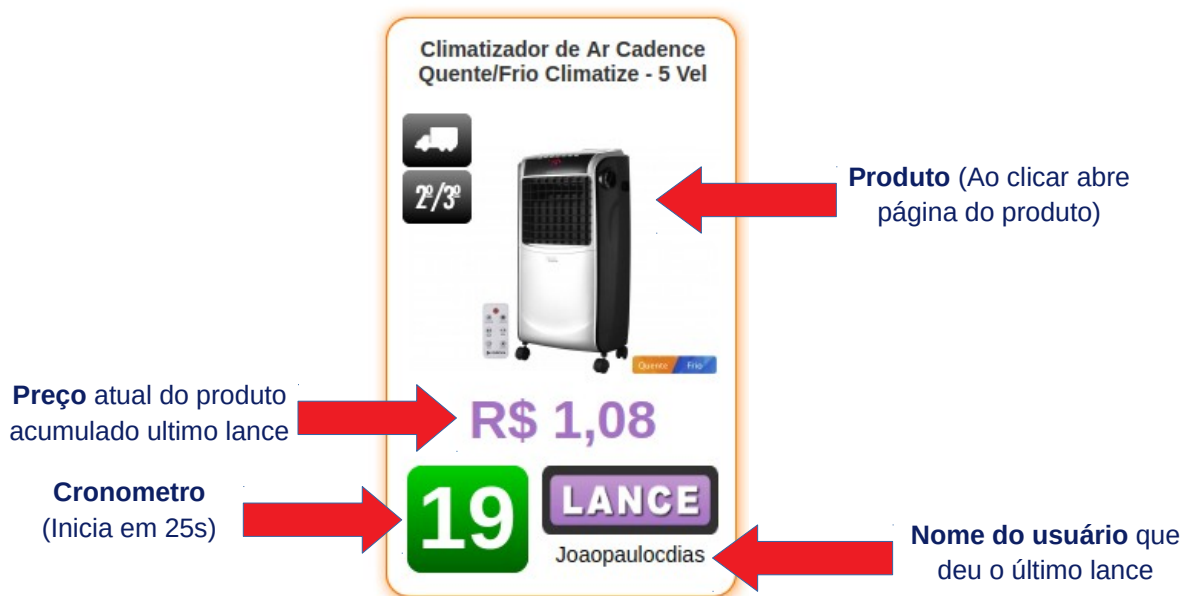 Climatizador de Ar Cadence
Quente/Frio Climatize - 5 Vel
2º/3º
Produto (Ao clicar abre
página do produto)
Quente Frio
Preço atual do produto
acumulado ultimo lance
R$ 1,08
Cronometro
(Inicia em 25s)
19
LANCE
Joaopaulocdias
Nome do usuário que
deu o último lance